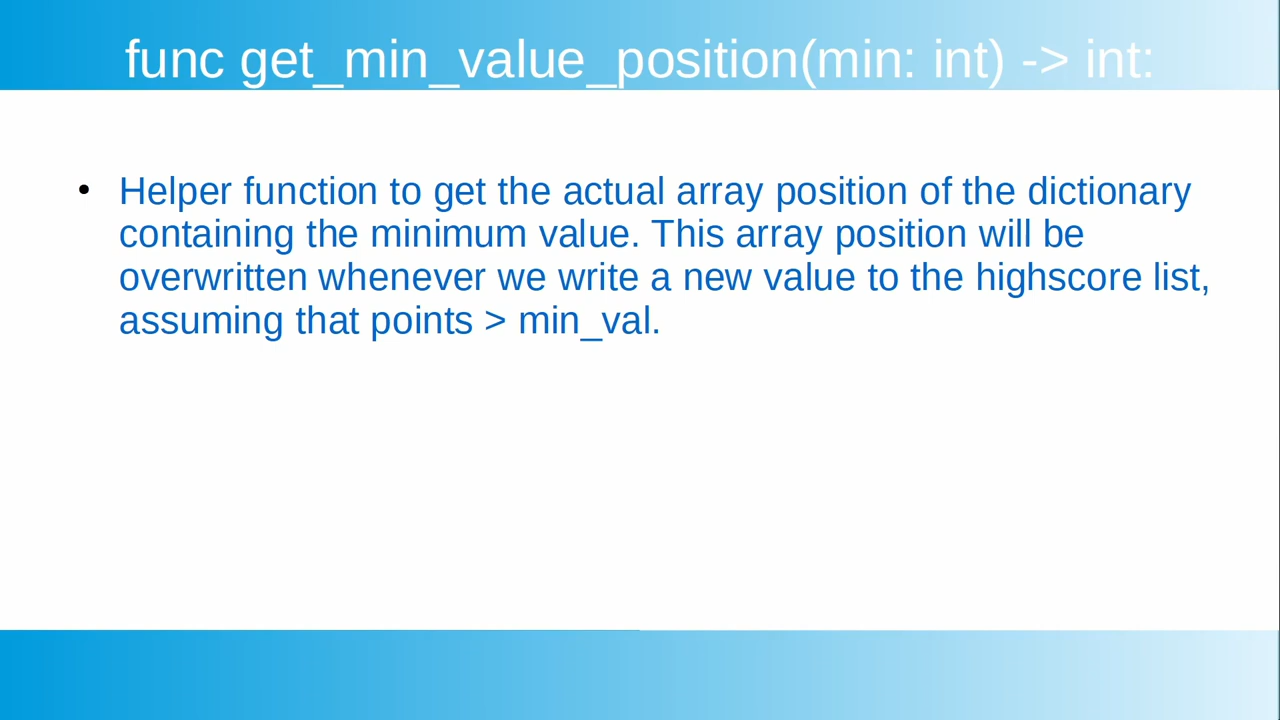 func get_min_value_position(min: int) -> int:
• Helper function to get the actual array position of the dictionary
containing the minimum value. This array position will be
overwritten whenever we write a new value to the highscore list,
assuming that points > min_val.